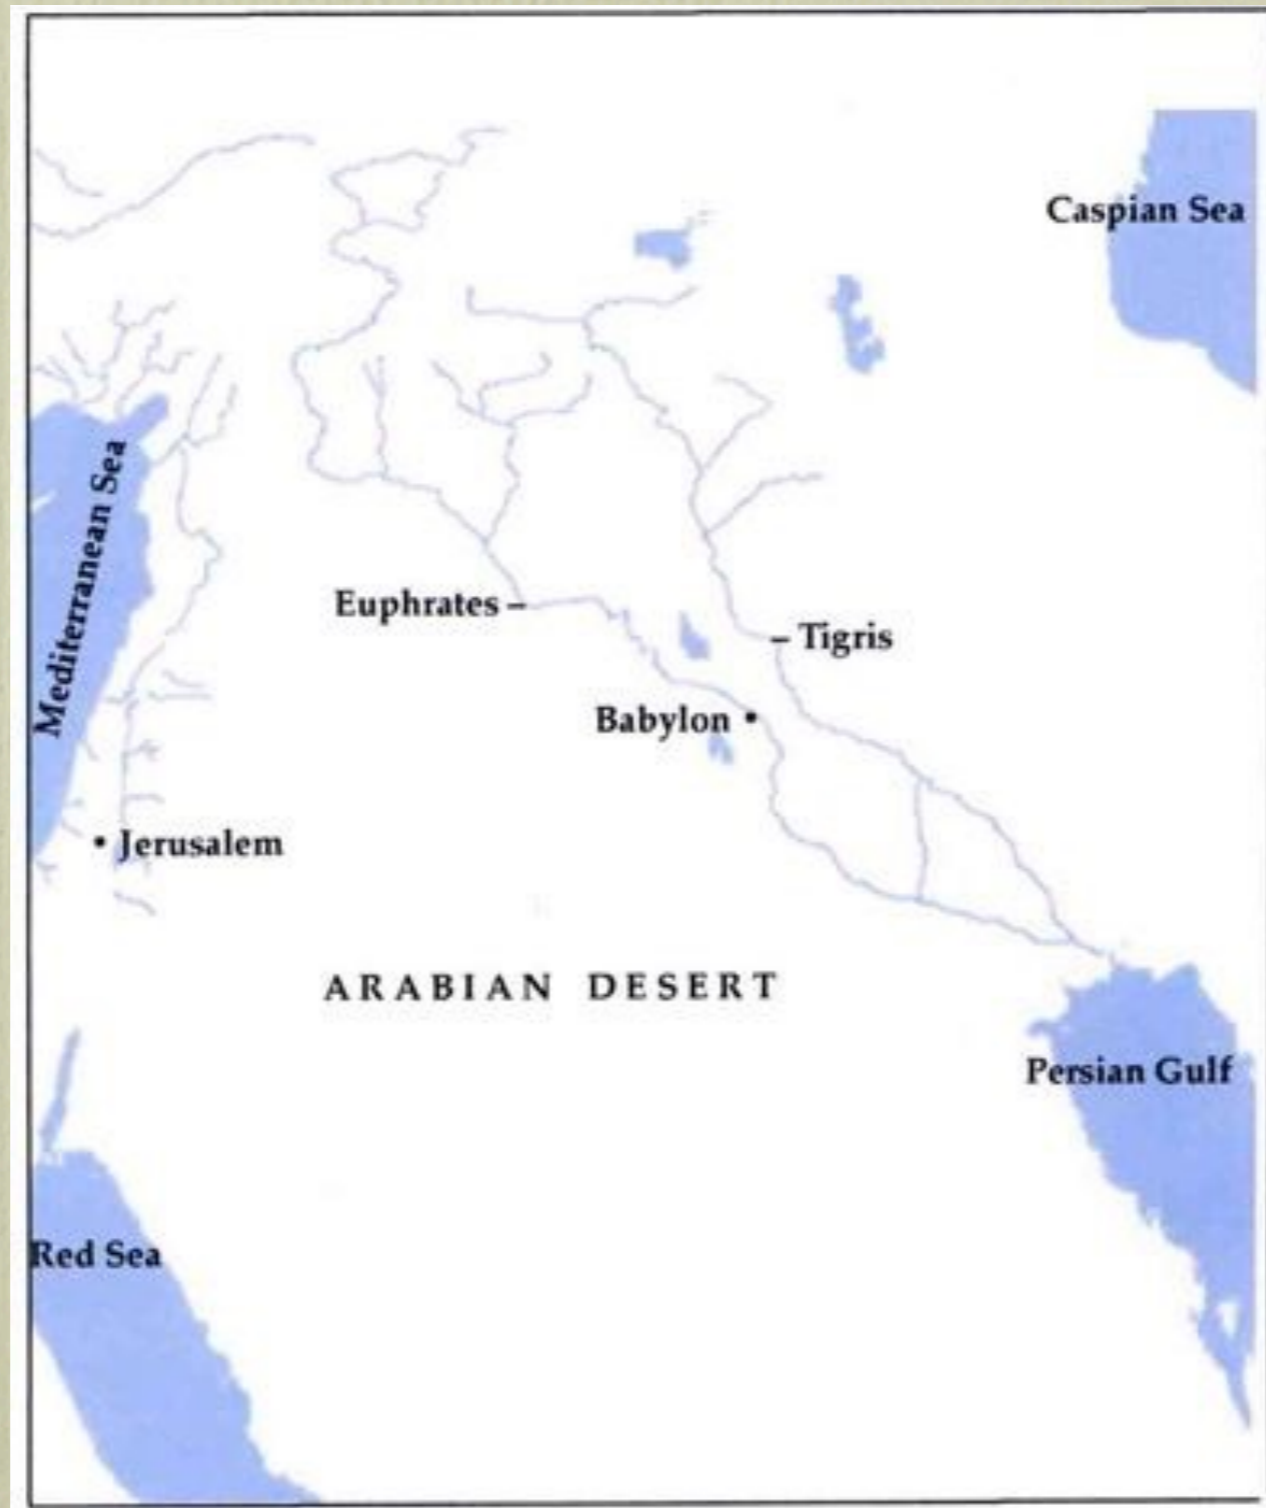 Caspian Sea
Mediterranean Sea
Euphrates
Tigris
Babylon
Jerusalem
ARABIAN DESERT
Persian Gulf
Red Sea